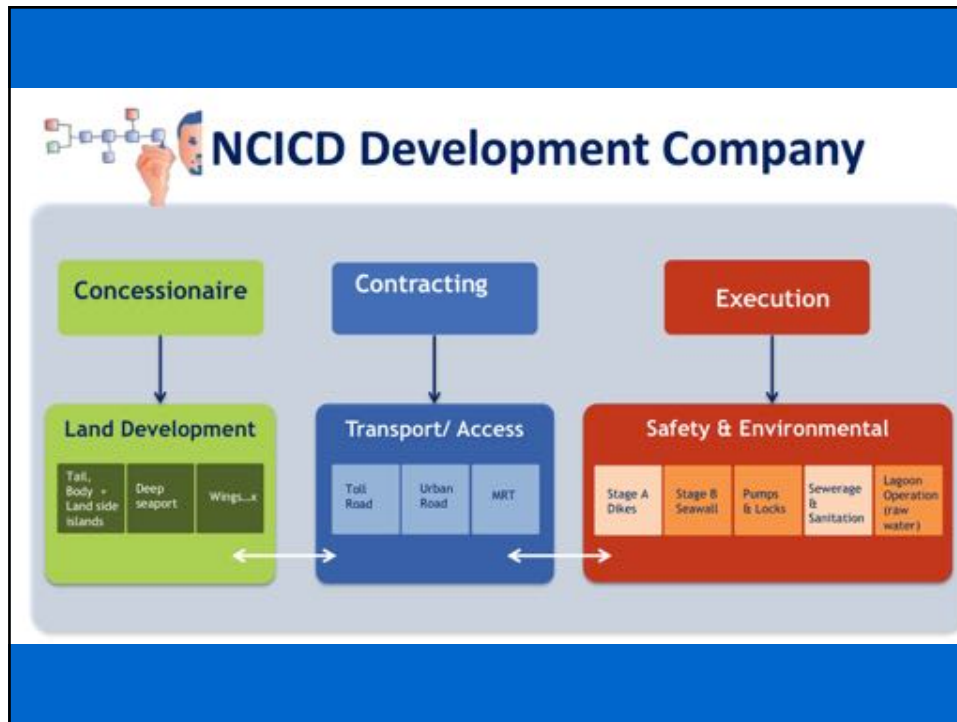 NCICD Development Company
Concessionaire
Contracting
Execution
Land Development
Tail,
Body +
Land side
islands
Deep
seaport
Wings...x
Transport/ Access
Toll
Road
Urban
Road
MRT
Safety & Environmental
Stage A
Dikes
Stage B
Seawall
Pumps
& Locks
Sewerage
&
Sanitation
Lagoon
Operation
(raw
water)